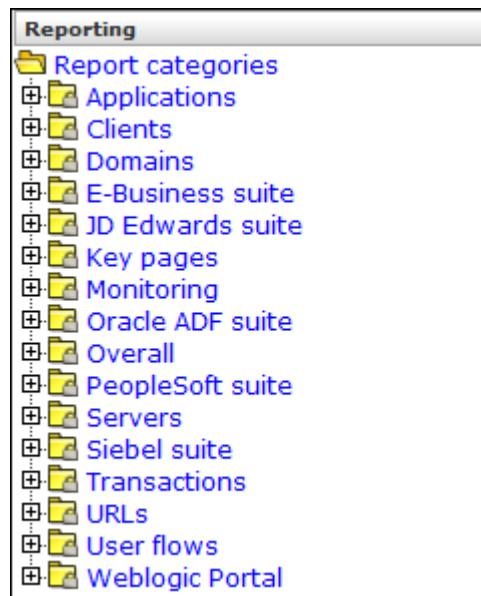 Reporting
Report categories
Applications
Clients
Domains
E-Business suite
JD Edwards suite
Key pages
Monitoring
Oracle ADF suite
Overall
PeopleSoft suite
Servers
Siebel suite
Transactions
URLs
User flows
Weblogic Portal